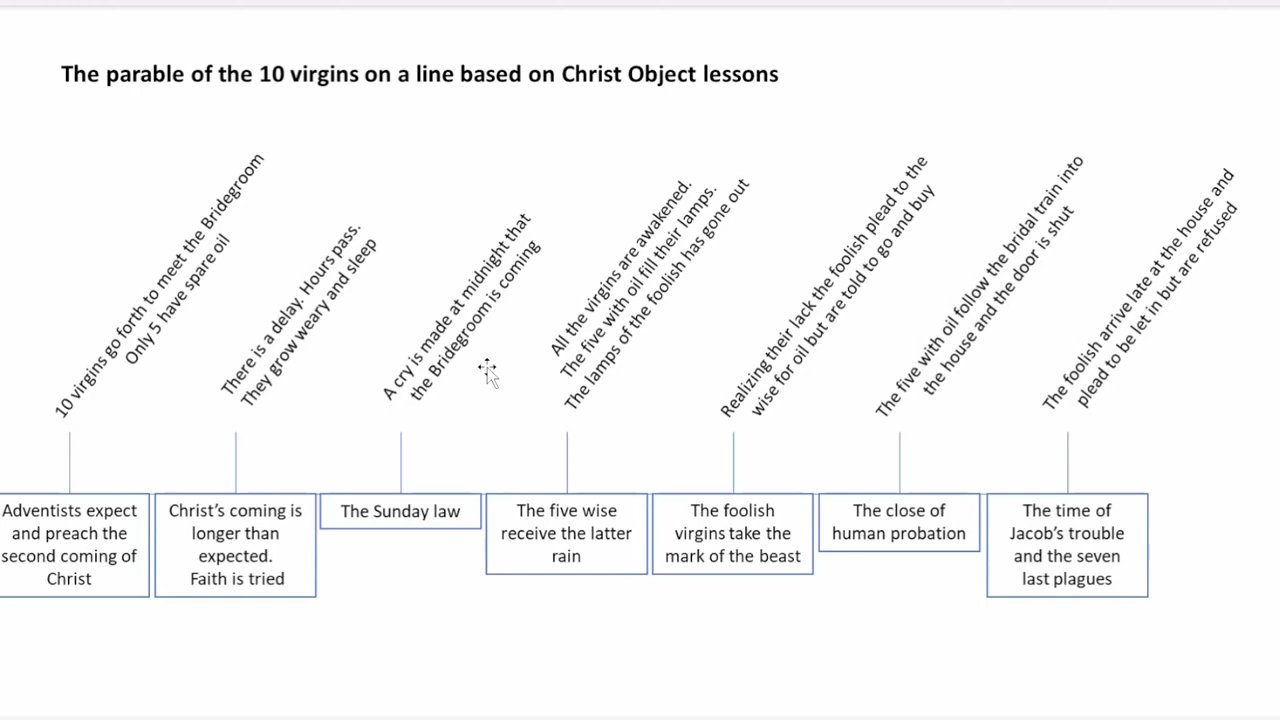 The parable of the 10 virgins on a line based on Christ Object lessons
10 virgins go forth to meet the Bridegroom
Only 5 have spare oil
There is a delay. Hours pass.
They grow weary and sleep
A cry is made at midnight that
the Bridegroom is coming
All the virgins are awakened.
The five with oil fill their lamps.
The lamps of the foolish has gone out
Realizing their lack the foolish plead to the
wise for oil but are told to go and buy
The five with oil follow the bridal train into
the house and the door is shut
The foolish arrive late at the house and
plead to be let in but are refused
Adventists expect
and preach the
second coming of
Christ
Christ's coming is
longer than
expected.
Faith is tried
The Sunday law
The five wise
receive the latter
rain
The foolish
virgins take the
mark of the beast
The close of
human probation
The time of
Jacob's trouble
and the seven
last plagues